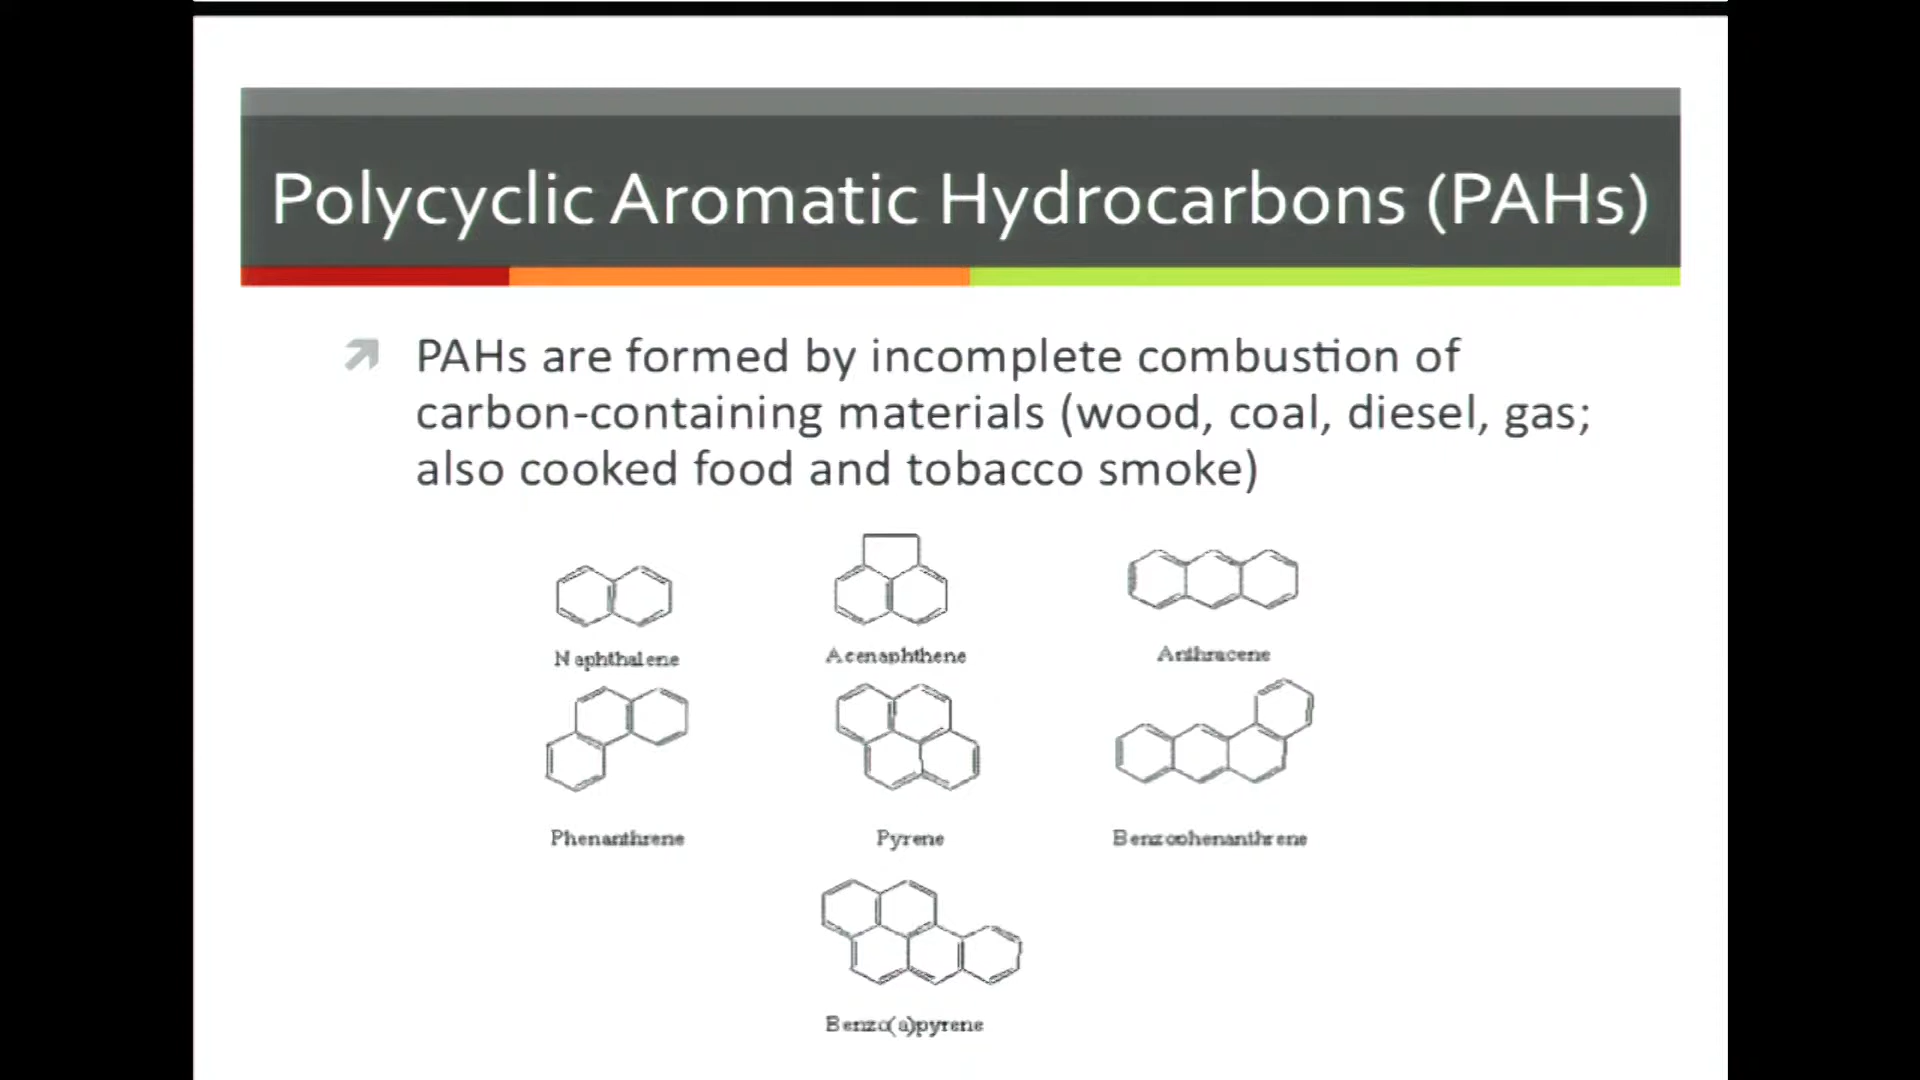 Polycyclic Aromatic Hydrocarbons (PAHs)
PAHs are formed by incomplete combustion of
carbon-containing materials (wood, coal, diesel, gas;
also cooked food and tobacco smoke)
Naphthalene
Acenaphthene
Anthracene
Phenanthrene
Pyrene
Benzophenanthrene
Benzo(a)pyrene